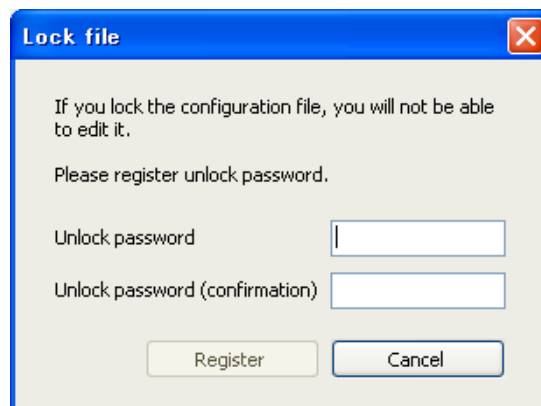 Lock file
If you lock the configuration file, you will not be able
to edit it.
Please register unlock password.
Unlock password
Unlock password (confirmation)
Register Cancel